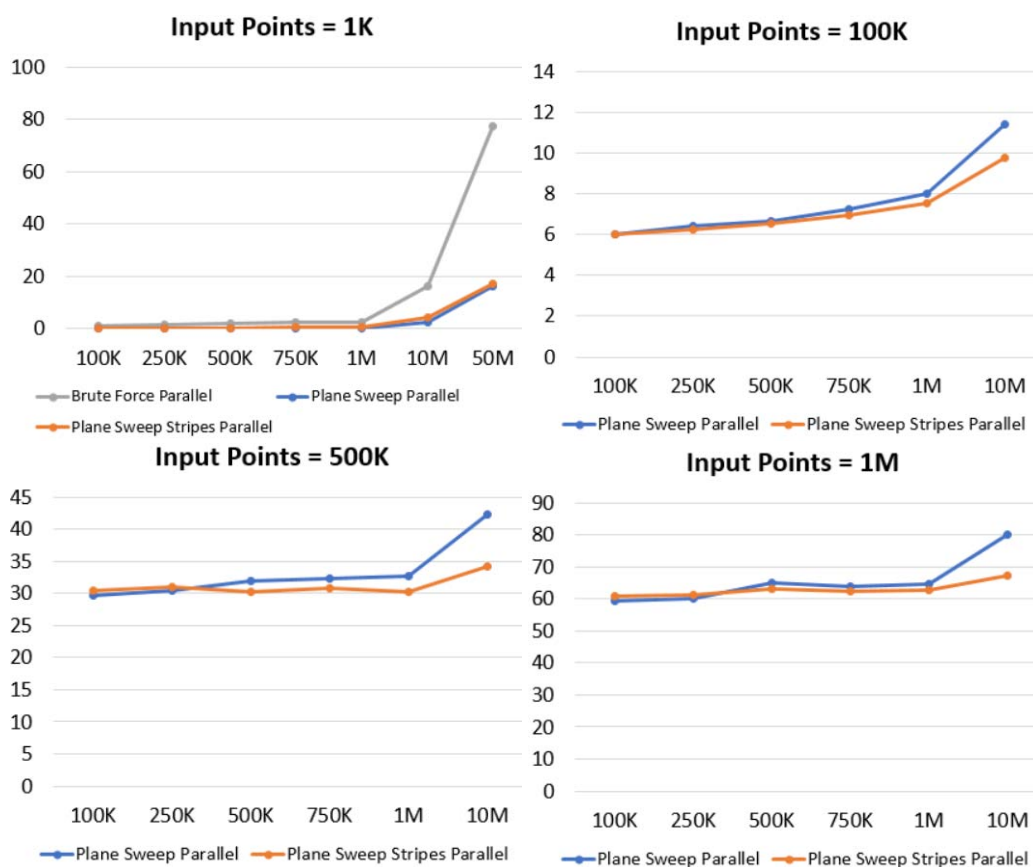 Input Points = 1K
100
80
60
40
20
0
100K 250K 500K 750K 1M 10M 50M
Brute Force Parallel Plane Sweep Parallel
Plane Sweep Stripes Parallel
Input Points = 100K
14
12
10
8
6
4
2
0
100K 250K 500K 750K 1M 10M
Plane Sweep Parallel Plane Sweep Stripes Parallel
Input Points = 500K
45
40
35
30
25
20
15
10
5
0
100K 250K 500K 750K 1M 10M
Plane Sweep Parallel Plane Sweep Stripes Parallel
Input Points = 1M
90
80
70
60
50
40
30
20
10
0
100K 250K 500K 750K 1M 10M
Plane Sweep Parallel Plane Sweep Stripes Parallel